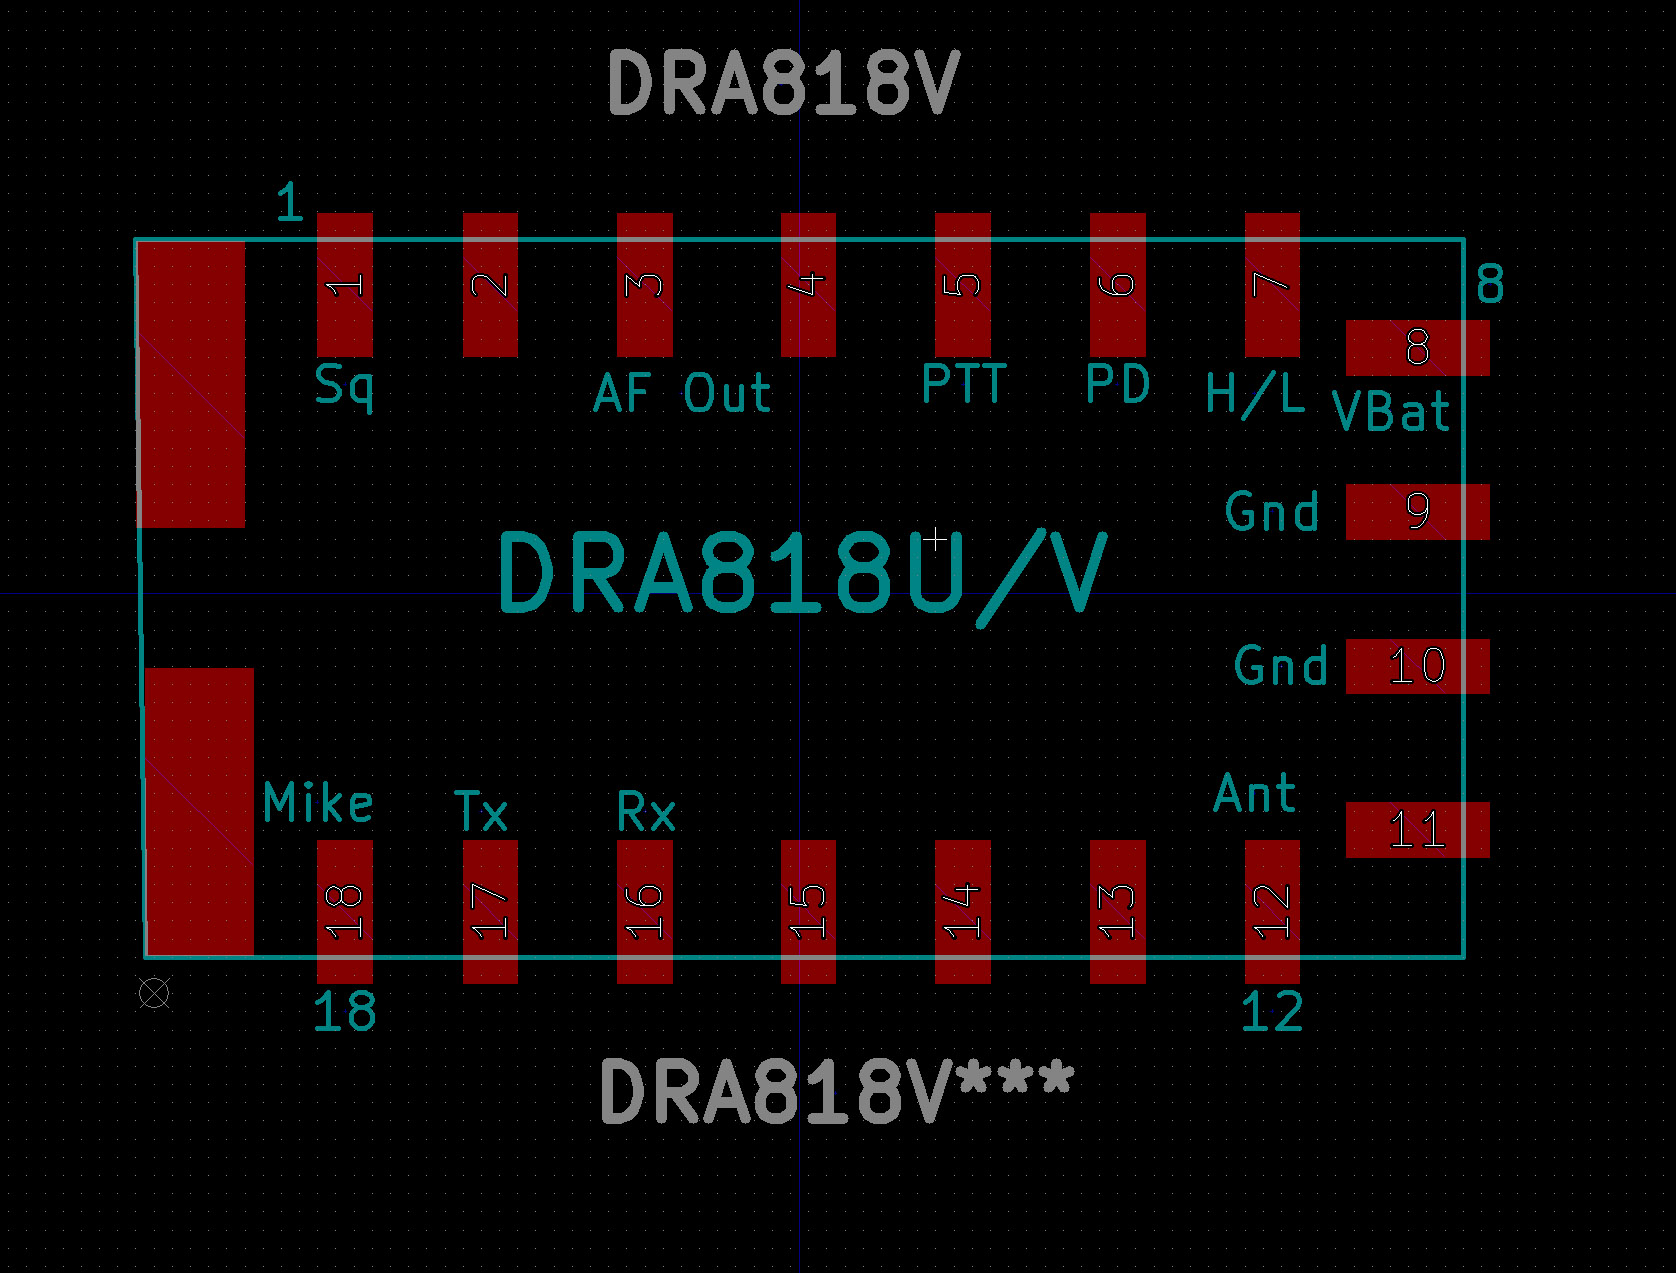 DRA818V
1
1 2 3 4 5 6 7
8
8
Sq AF Out PTT PD H/L VBat
Gnd 9
DRA818U/V
Gnd 10
Mike Tx Rx Ant
11
18 17 16 15 14 13 12
18 12
DRA818V***